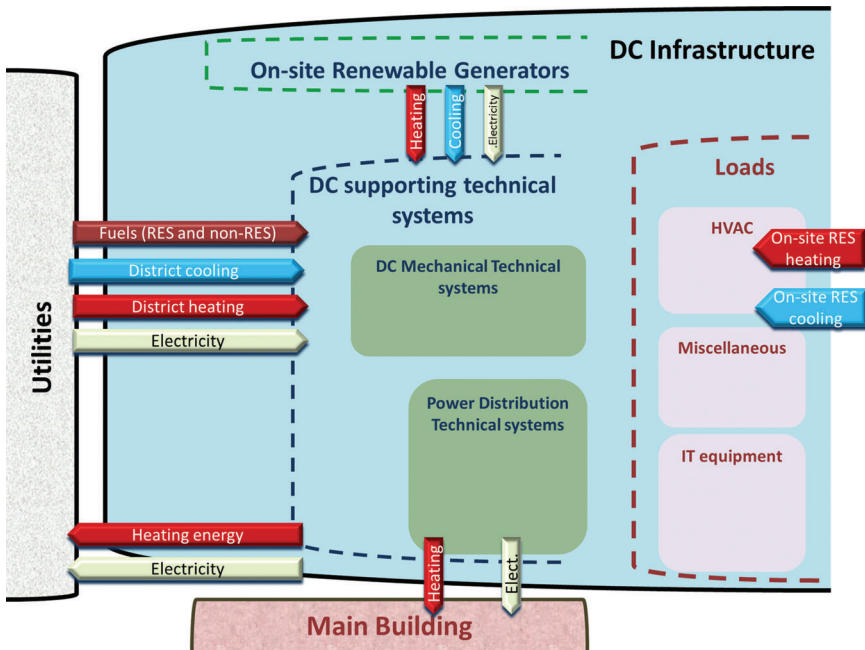 DC Infrastructure
On-site Renewable Generators
Heating
Cooling
.Electricity
DC supporting technical
systems
Loads
Utilities
Fuels (RES and non-RES)
District cooling
District heating
Electricity
DC Mechanical Technical
systems
HVAC
On-site RES
heating
On-site RES
cooling
Miscellaneous
Power Distribution
Technical systems
IT equipment
Heating energy
Electricity
Heating
Elect.
Main Building